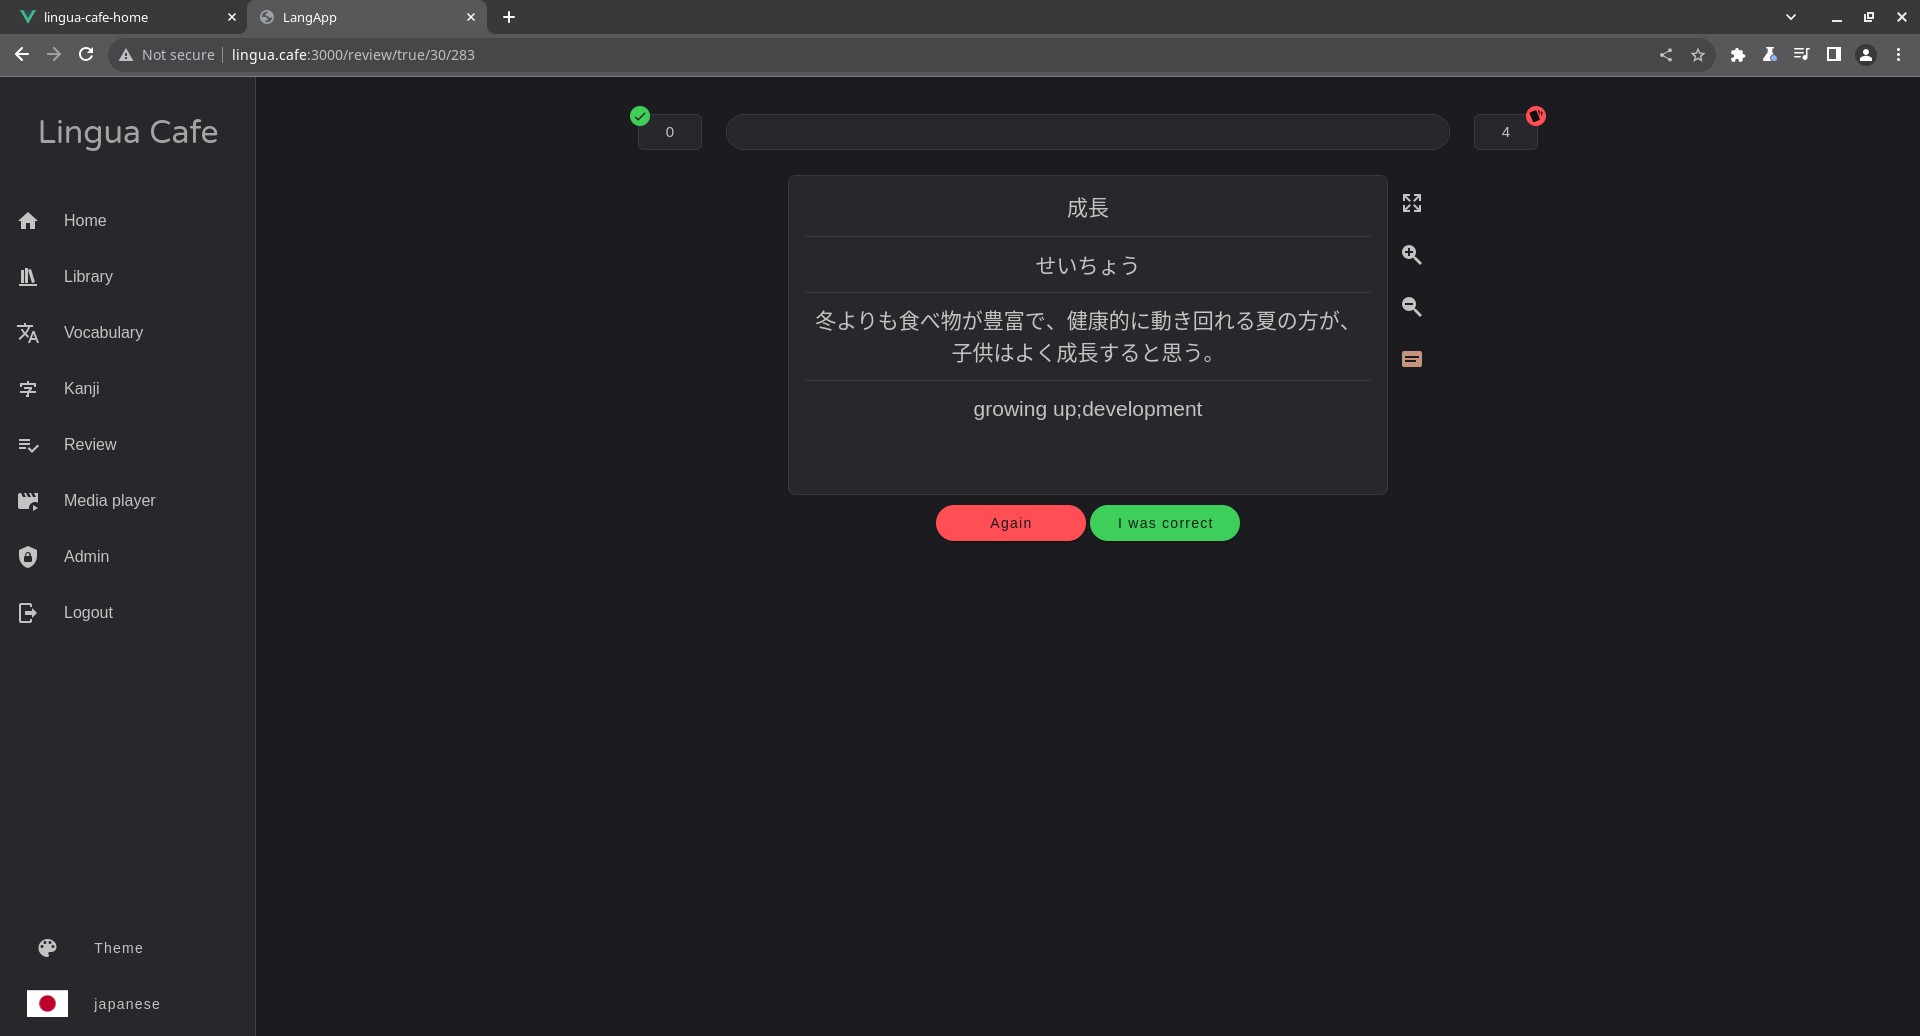 lingua-cafe-home
LangApp
Not secure
lingua.cafe:3000/review/true/30/283
Lingua Cafe
Home
Library
Vocabulary
Kanji
Review
Media player
Admin
Logout
Theme
japanese
0
4
成長
せいちょう
冬よりも食べ物が豊富で、健康的に動き回れる夏の方が、
子供はよく成長すると思う。
growing up;development
Again
I was correct